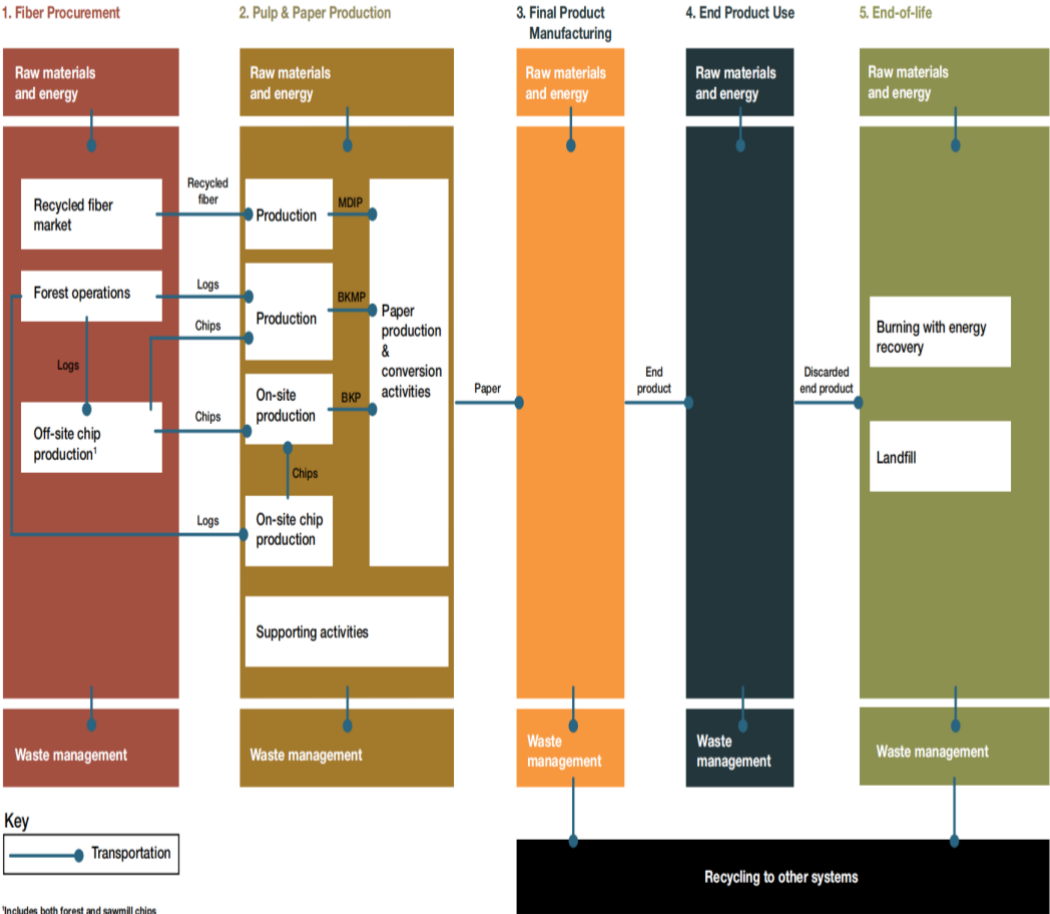 1. Fiber Procurement
2. Pulp & Paper Production
3. Final Product
Manufacturing
4. End Product Use
5. End-of-life
Raw materials
and energy
Raw materials
and energy
Raw materials
and energy
Raw materials
and energy
Raw materials
and energy
Recycled fiber
market
Recycled
fiber
Production
MDIP
Forest operations
Logs
Chips
Production
BKMP
Paper
production
&
conversion
activities
Logs
Off-site chip
production¹
Chips
On-site
production
BKP
Chips
Logs
On-site chip
production
Supporting activities
Paper
End
product
Discarded
end product
Burning with energy
recovery
Landfill
Waste management
Waste management
Waste
management
Waste
management
Waste management
Recycling to other systems
Key
Transportation
¹Includes both forest and sawmill chips